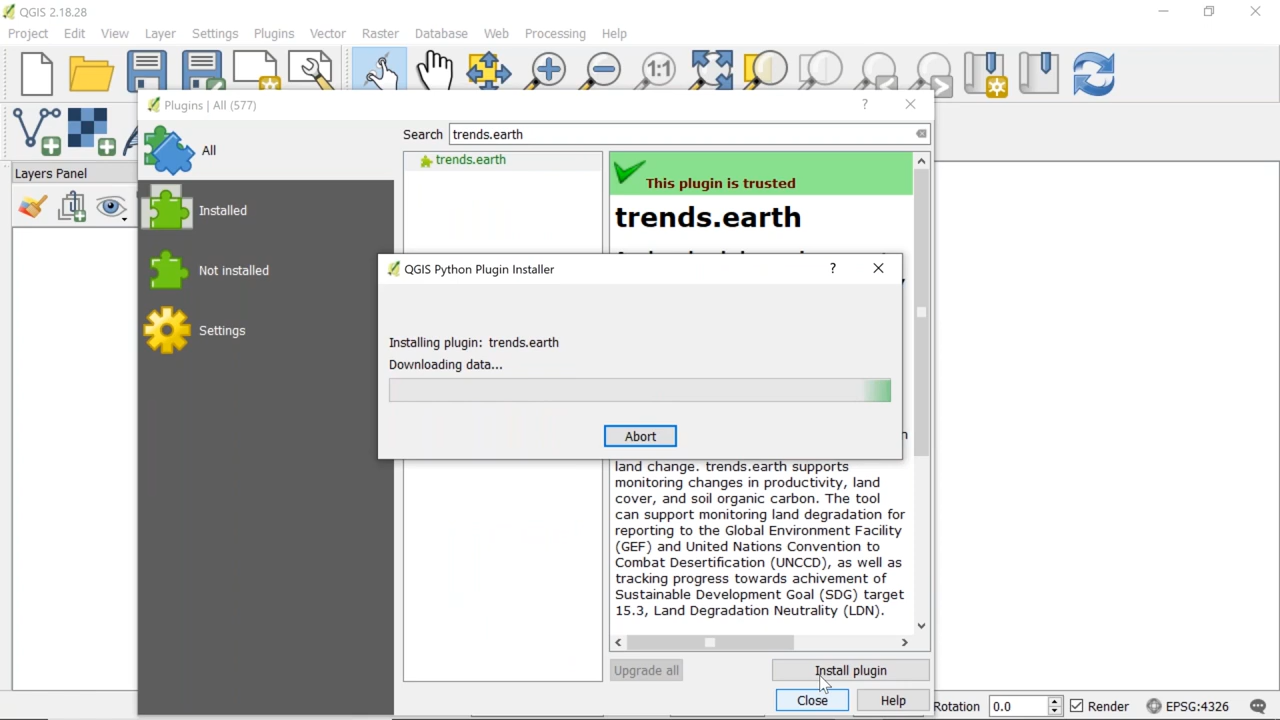 QGIS 2.18.28
Project Edit View Layer Settings Plugins Vector Raster Database Web Processing Help
1:1
Plugins | All (577)
?
Layers Panel
All
Installed
Not installed
Settings
Search trends.earth
trends.earth
This plugin is trusted
trends.earth
QGIS Python Plugin Installer
?
Installing plugin: trends.earth
Downloading data...
Abort
land change. trends.earth supports
monitoring changes in productivity, land
cover, and soil organic carbon. The tool
can support monitoring land degradation for
reporting to the Global Environment Facility
(GEF) and United Nations Convention to
Combat Desertification (UNCCD), as well as
tracking progress towards achivement of
Sustainable Development Goal (SDG) target
15.3, Land Degradation Neutrality (LDN).
Upgrade all Install plugin
Close Help
Rotation 0.0 Render EPSG:4326